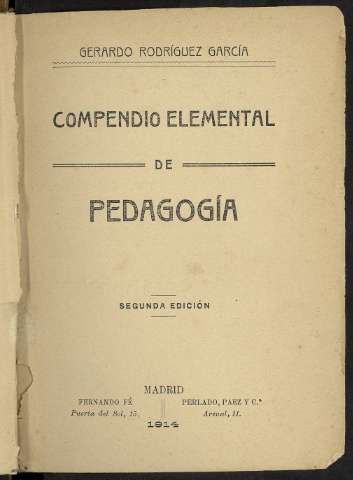 GERARDO RODRÍGUEZ GARCÍA
COMPENDIO ELEMENTAL
DE
PEDAGOGÍA
SEGUNDA EDICIÓN
MADRID
FERNANDO FÉ
Puerta del Sol, 15.
PERLADO, PAEZ Y C.ª
Arenal, 11.
1914